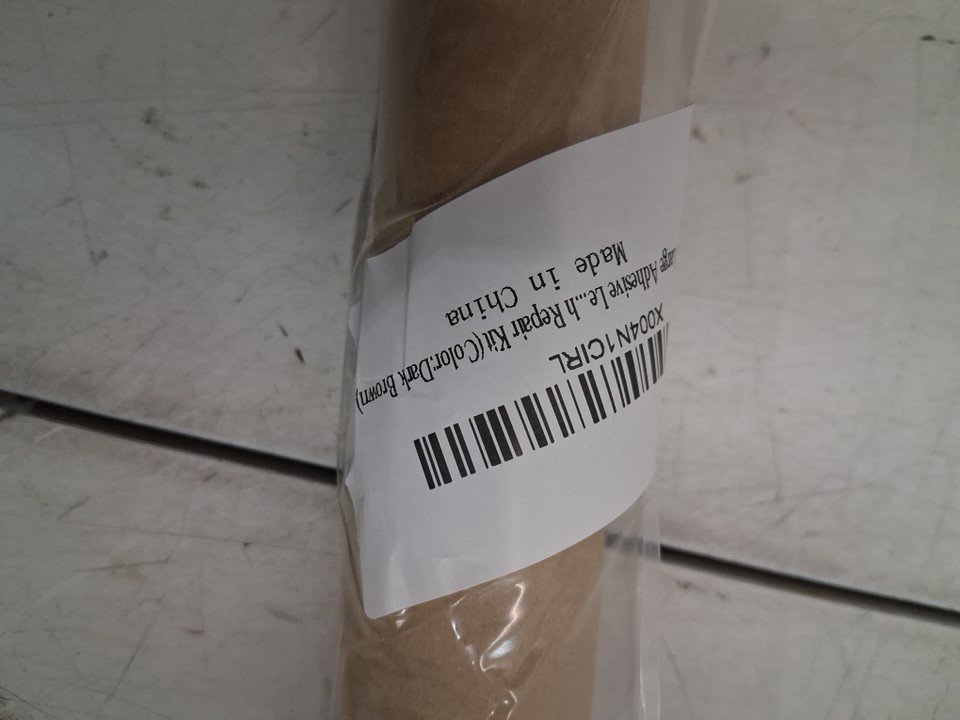 X004N1CIRL
Large Adhesive Le...h Repair Kit(Color:Dark Brown)
Made in China